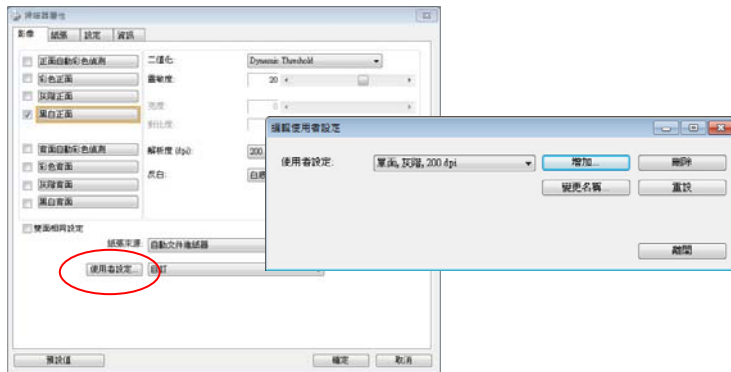 掃瞄器屬性
影像 紙張 設定 資訊
正面自動彩色偵測
彩色正面
灰階正面
黑白正面
背面自動彩色偵測
彩色背面
灰階背面
黑白背面
二值化: Dynamic Threshold
靈敏度: 20
亮度: 0
對比度:
解析度 (dpi): 200
反白:
雙面相同設定
紙張來源: 自動文件進紙器
使用者設定... 自訂
預設值 確定 取消
編輯使用者設定
使用者設定: 單面, 灰階, 200 dpi 增加... 刪除
變更名稱... 重設
離開